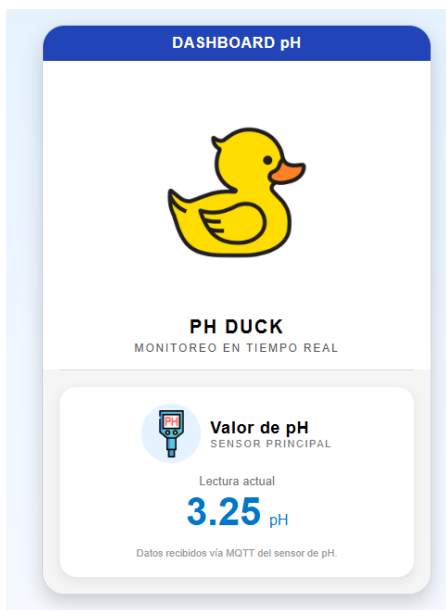 DASHBOARD pH
PH DUCK
MONITOREO EN TIEMPO REAL
PH
Valor de pH
SENSOR PRINCIPAL
Lectura actual
3.25 pH
Datos recibidos vía MQTT del sensor de pH.